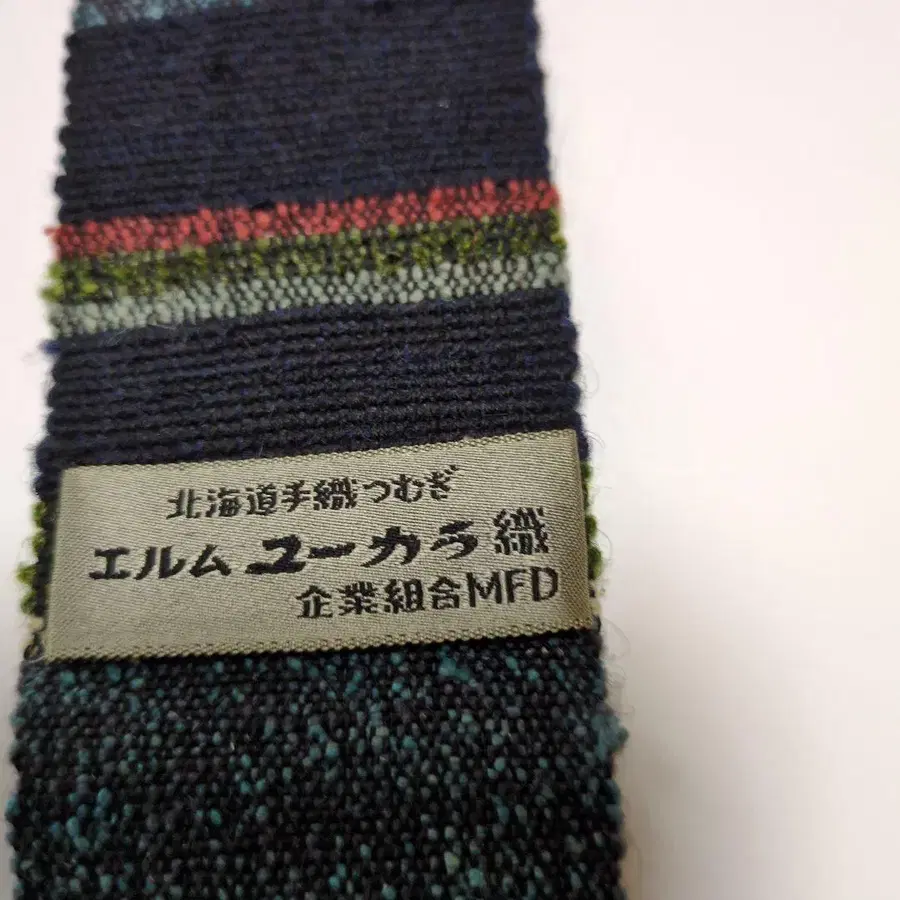 北海道手織つむぎ
エルム ユーカラ織
企業組合MFD